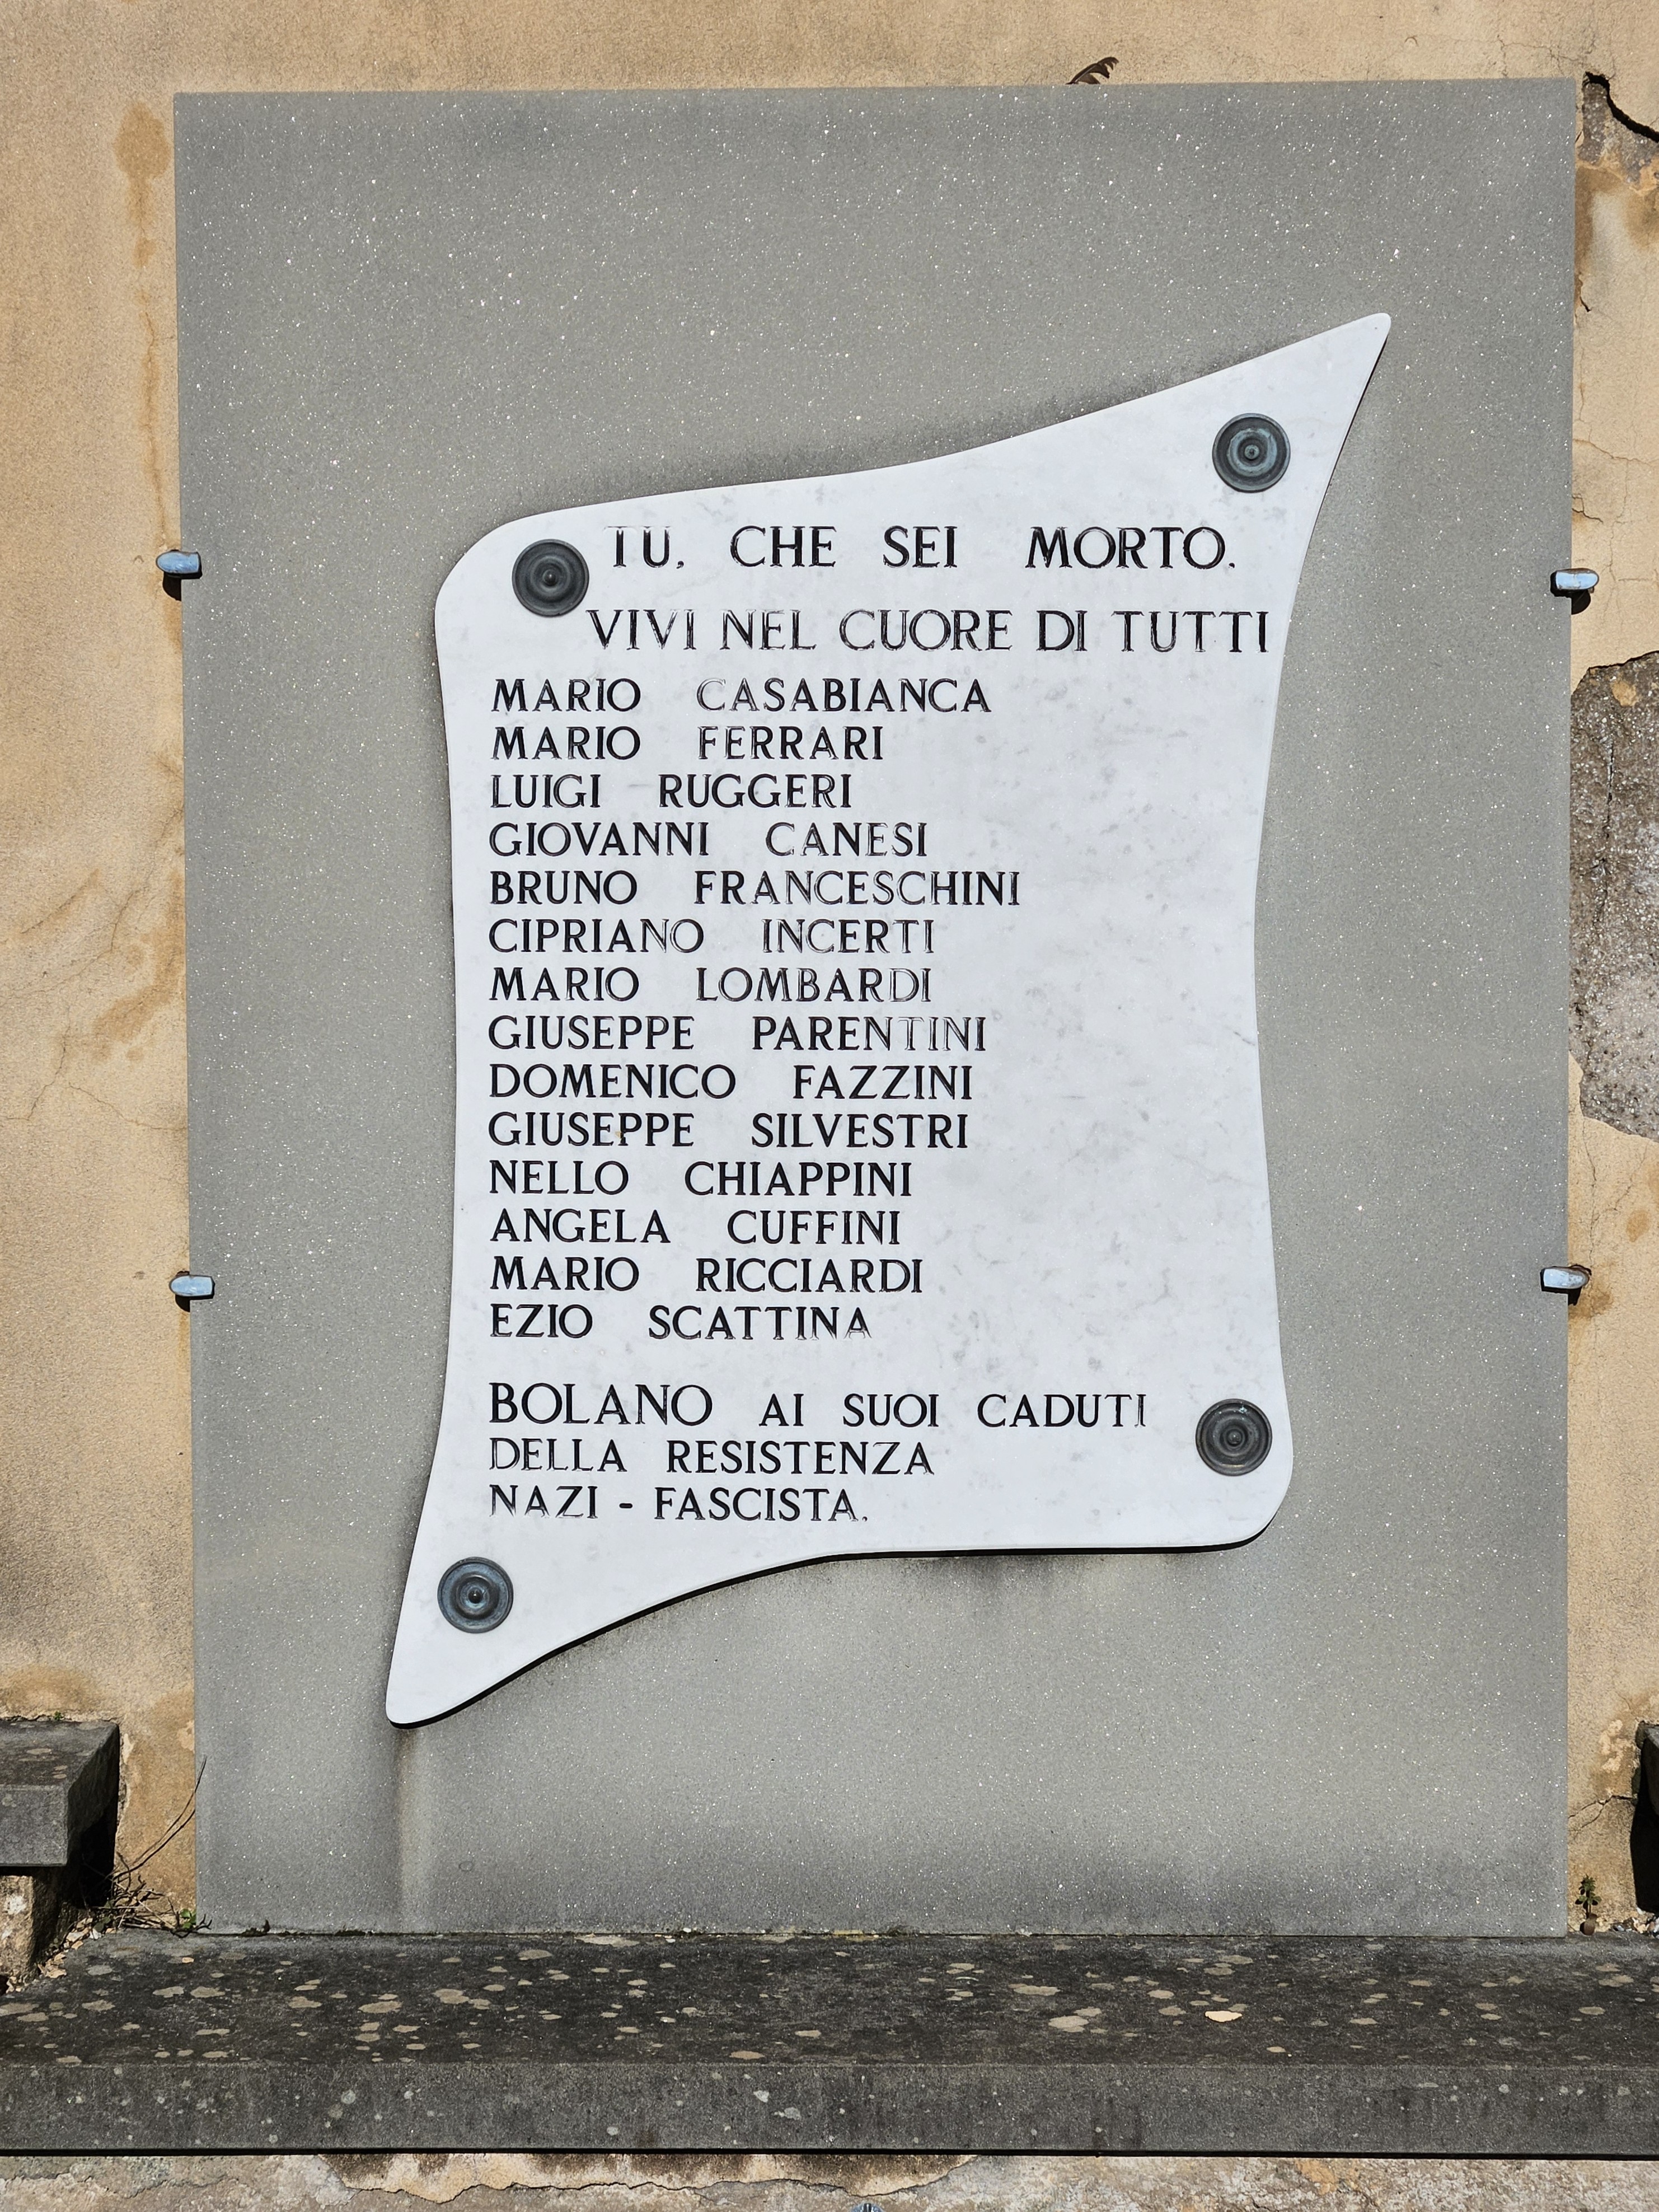 TU, CHE SEI MORTO.
VIVI NEL CUORE DI TUTTI
MARIO CASABIANCA
MARIO FERRARI
LUIGI RUGGERI
GIOVANNI CANESI
BRUNO FRANCESCHINI
CIPRIANO INCERTI
MARIO LOMBARDI
GIUSEPPE PARENTINI
DOMENICO FAZZINI
GIUSEPPE SILVESTRI
NELLO CHIAPPINI
ANGELA CUFFINI
MARIO RICCIARDI
EZIO SCATTINA
BOLANO AI SUOI CADUTI
DELLA RESISTENZA
NAZI - FASCISTA.